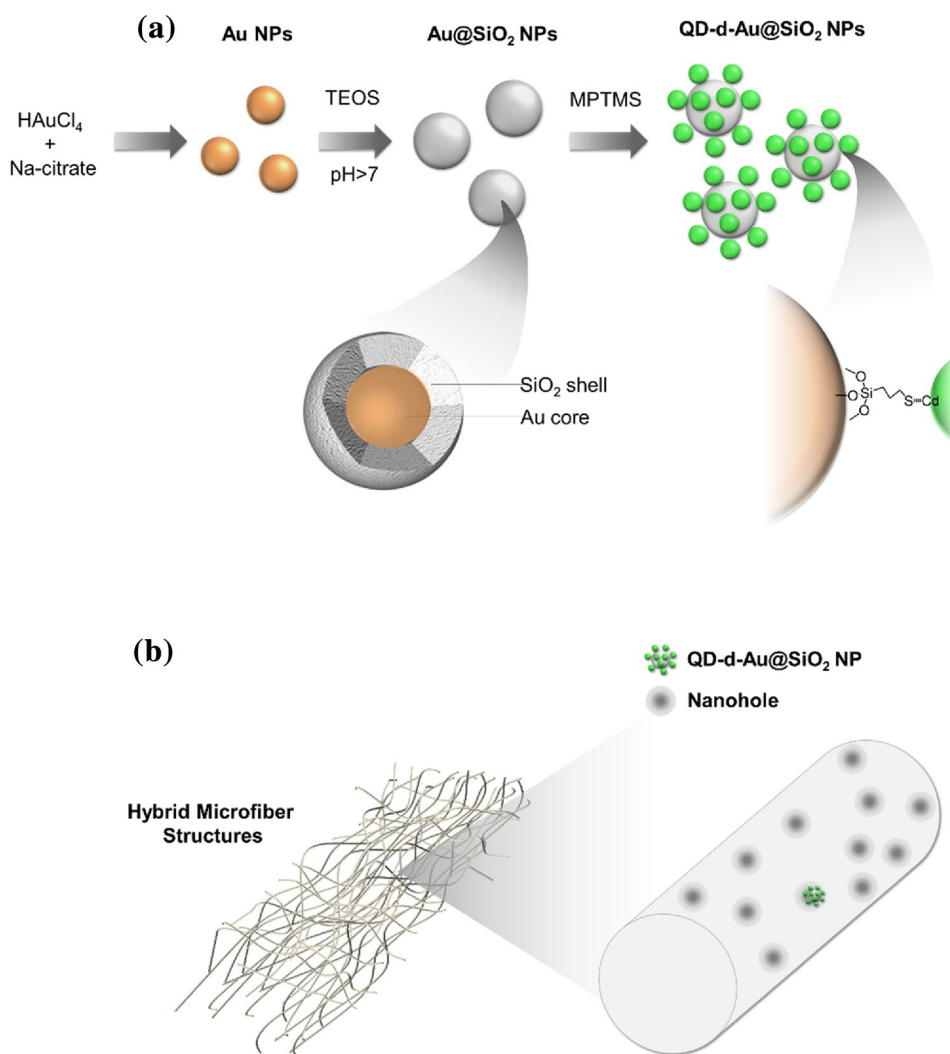 (a)
Au NPs
Au@SiO₂ NPs
QD-d-Au@SiO₂ NPs
HAuCl₄
+
Na-citrate
TEOS
pH>7
MPTMS
SiO₂ shell
Au core
O
O
Si
O
S
Cd
(b)
QD-d-Au@SiO₂ NP
Nanohole
Hybrid Microfiber
Structures